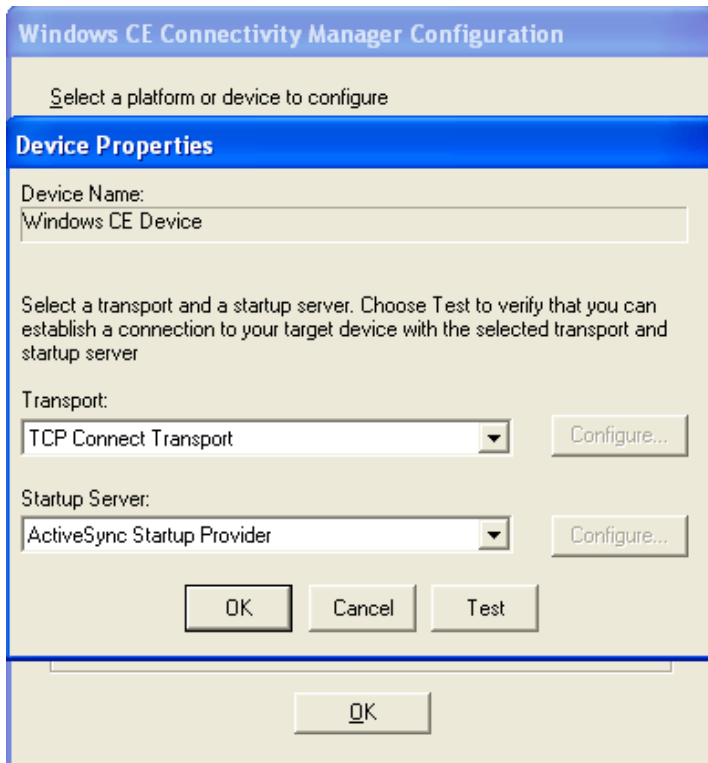 Windows CE Connectivity Manager Configuration
Select a platform or device to configure
Device Properties
Device Name:
Windows CE Device
Select a transport and a startup server. Choose Test to verify that you can
establish a connection to your target device with the selected transport and
startup server
Transport:
TCP Connect Transport
Configure...
Startup Server:
ActiveSync Startup Provider
Configure...
OK
Cancel
Test
OK